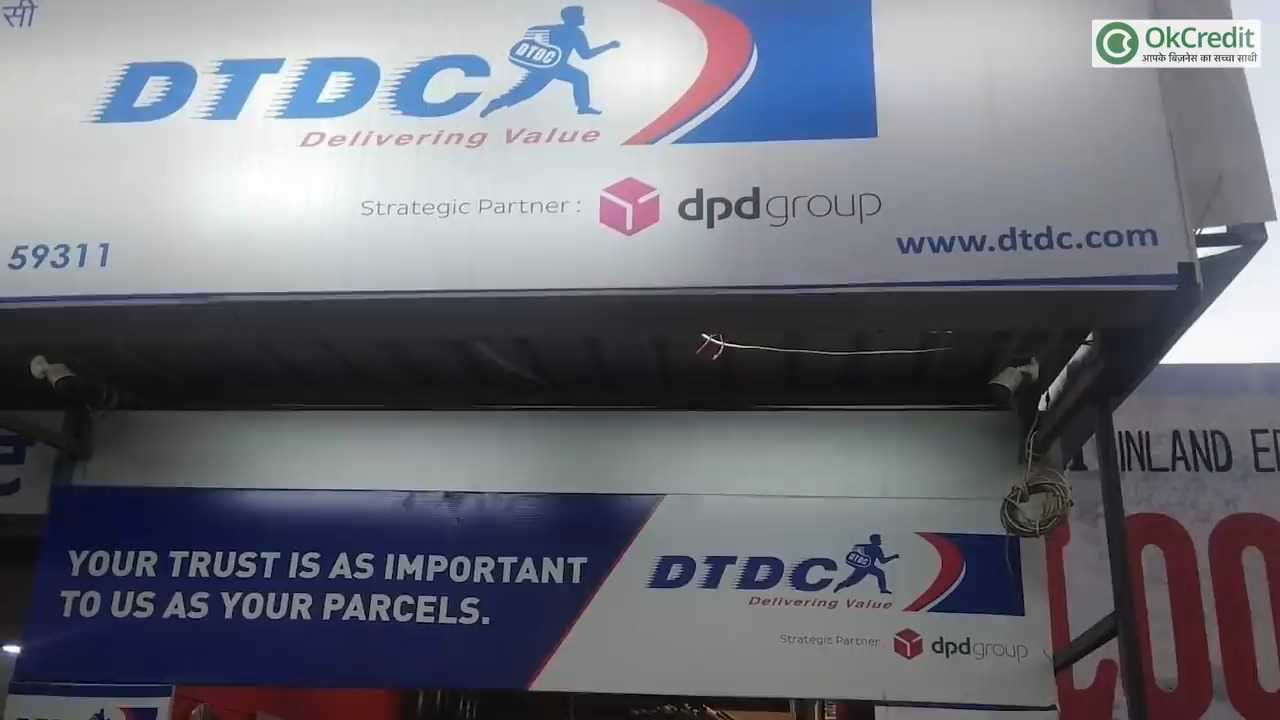 सी
OkCredit
आपके बिज़नेस का सच्चा साथी
DTDC
DTDC
Delivering Value
Strategic Partner : dpdgroup
59311
www.dtdc.com
INLAND
YOUR TRUST IS AS IMPORTANT
TO US AS YOUR PARCELS.
DTDC
DTDC
Delivering Value
Strategic Partner dpdgroup
DTDC